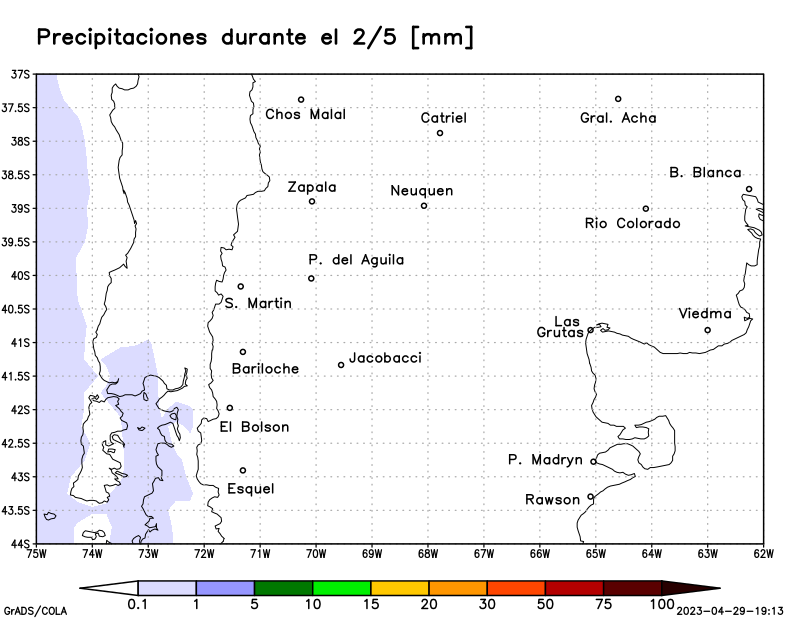 Precipitaciones durante el 2/5 [mm]
37S
37.5S
38S
38.5S
39S
39.5S
40S
40.5S
41S
41.5S
42S
42.5S
43S
43.5S
44S
Chos Malal
Catriel
Gral. Acha
B. Blanca
Zapala
Neuquen
Rio Colorado
P. del Aguila
S. Martin
Viedma
Las
Grutas
Bariloche
Jacobacci
El Bolson
P. Madryn
Esquel
Rawson
75W 74W 73W 72W 71W 70W 69W 68W 67W 66W 65W 64W 63W 62W
0.1 1 5 10 15 20 30 50 75 100
GrADS/COLA
2023-04-29-19:13